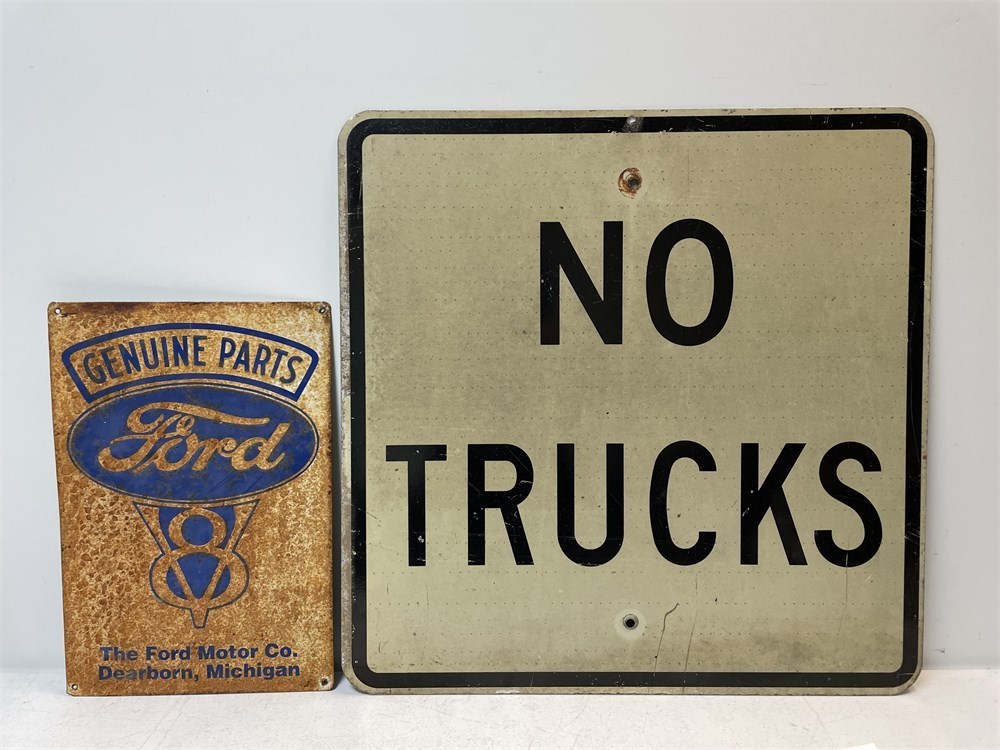 GENUINE PARTS
Ford
V8
The Ford Motor Co.
Dearborn, Michigan
NO
TRUCKS